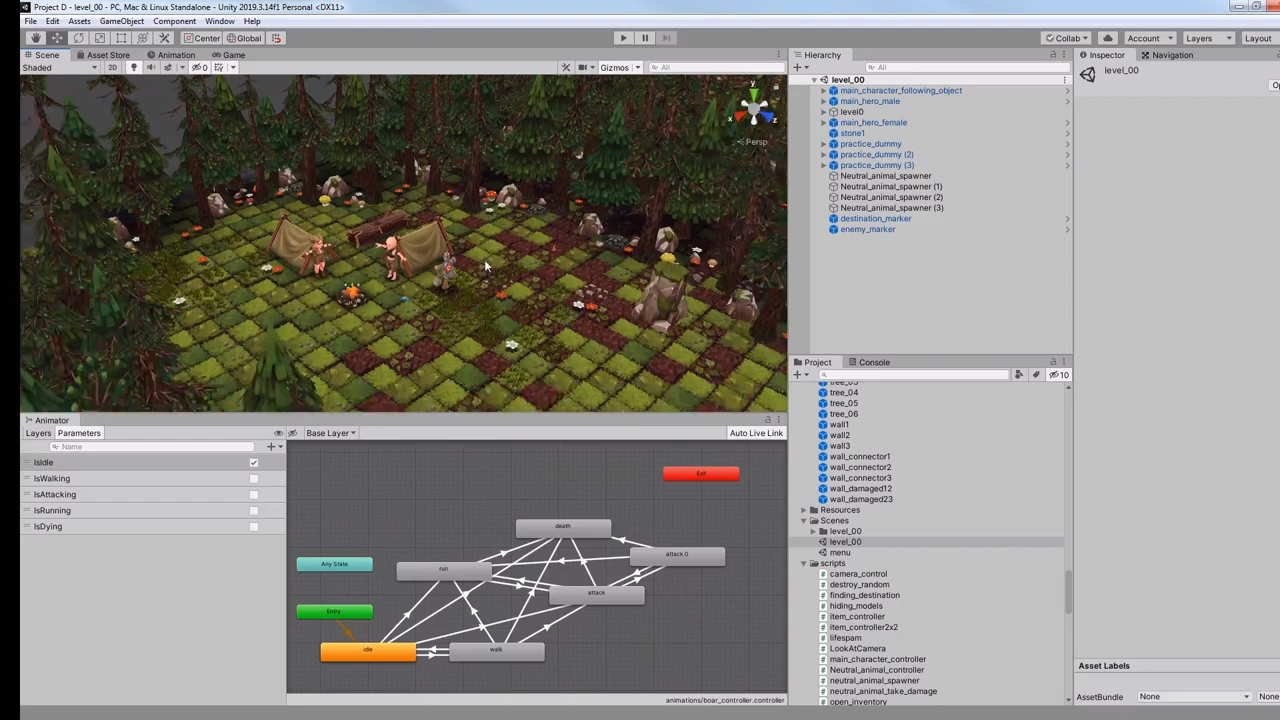 Project D - level_00 - PC, Mac & Linux Standalone - Unity 2019.3.14f1 Personal <DX11>
File Edit Assets GameObject Component Window Help
Center Global Collab Account Layers Layout
Scene Asset Store Animation Game
Shaded 2D 0 Gizmos All
y
x z
Persp
Hierarchy
All
level_00
main_character_following_object
main_hero_male
level0
main_hero_female
stone1
practice_dummy
practice_dummy (2)
practice_dummy (3)
Neutral_animal_spawner
Neutral_animal_spawner (1)
Neutral_animal_spawner (2)
Neutral_animal_spawner (3)
destination_marker
enemy_marker
Inspector Navigation
level_00
Animator
Layers Parameters Base Layer Auto Live Link
Name
IsIdle
IsWalking
IsAttacking
IsRunning
IsDying
Exit
death
attack 0
Any State
run
attack
Entry
idle
walk
animations/boar_controller.controller
Project Console
10
tree_03
tree_04
tree_05
tree_06
wall1
wall2
wall3
wall_connector1
wall_connector2
wall_connector3
wall_damaged12
wall_damaged23
Resources
Scenes
level_00
level_00
menu
scripts
camera_control
destroy_random
finding_destination
hiding_models
item_controller
item_controller2x2
lifespam
LookAtCamera
main_character_controller
Neutral_animal_controller
neutral_animal_spawner
neutral_animal_take_damage
open_inventory
Asset Labels
AssetBundle None None